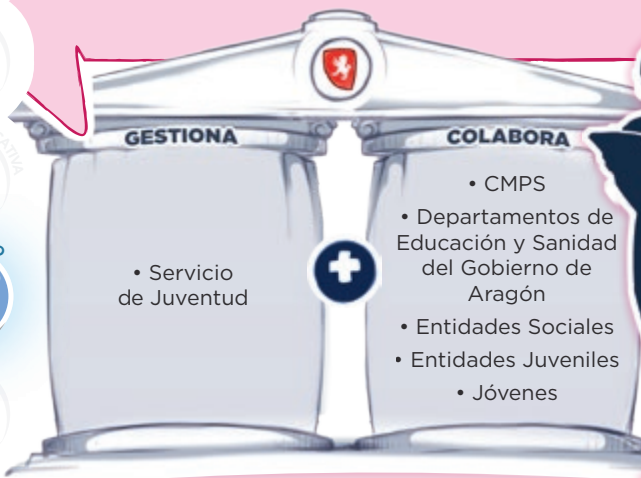 GESTIONA
• Servicio
de Juventud
COLABORA
• CMPS
• Departamentos de
Educación y Sanidad
del Gobierno de
Aragón
• Entidades Sociales
• Entidades Juveniles
• Jóvenes